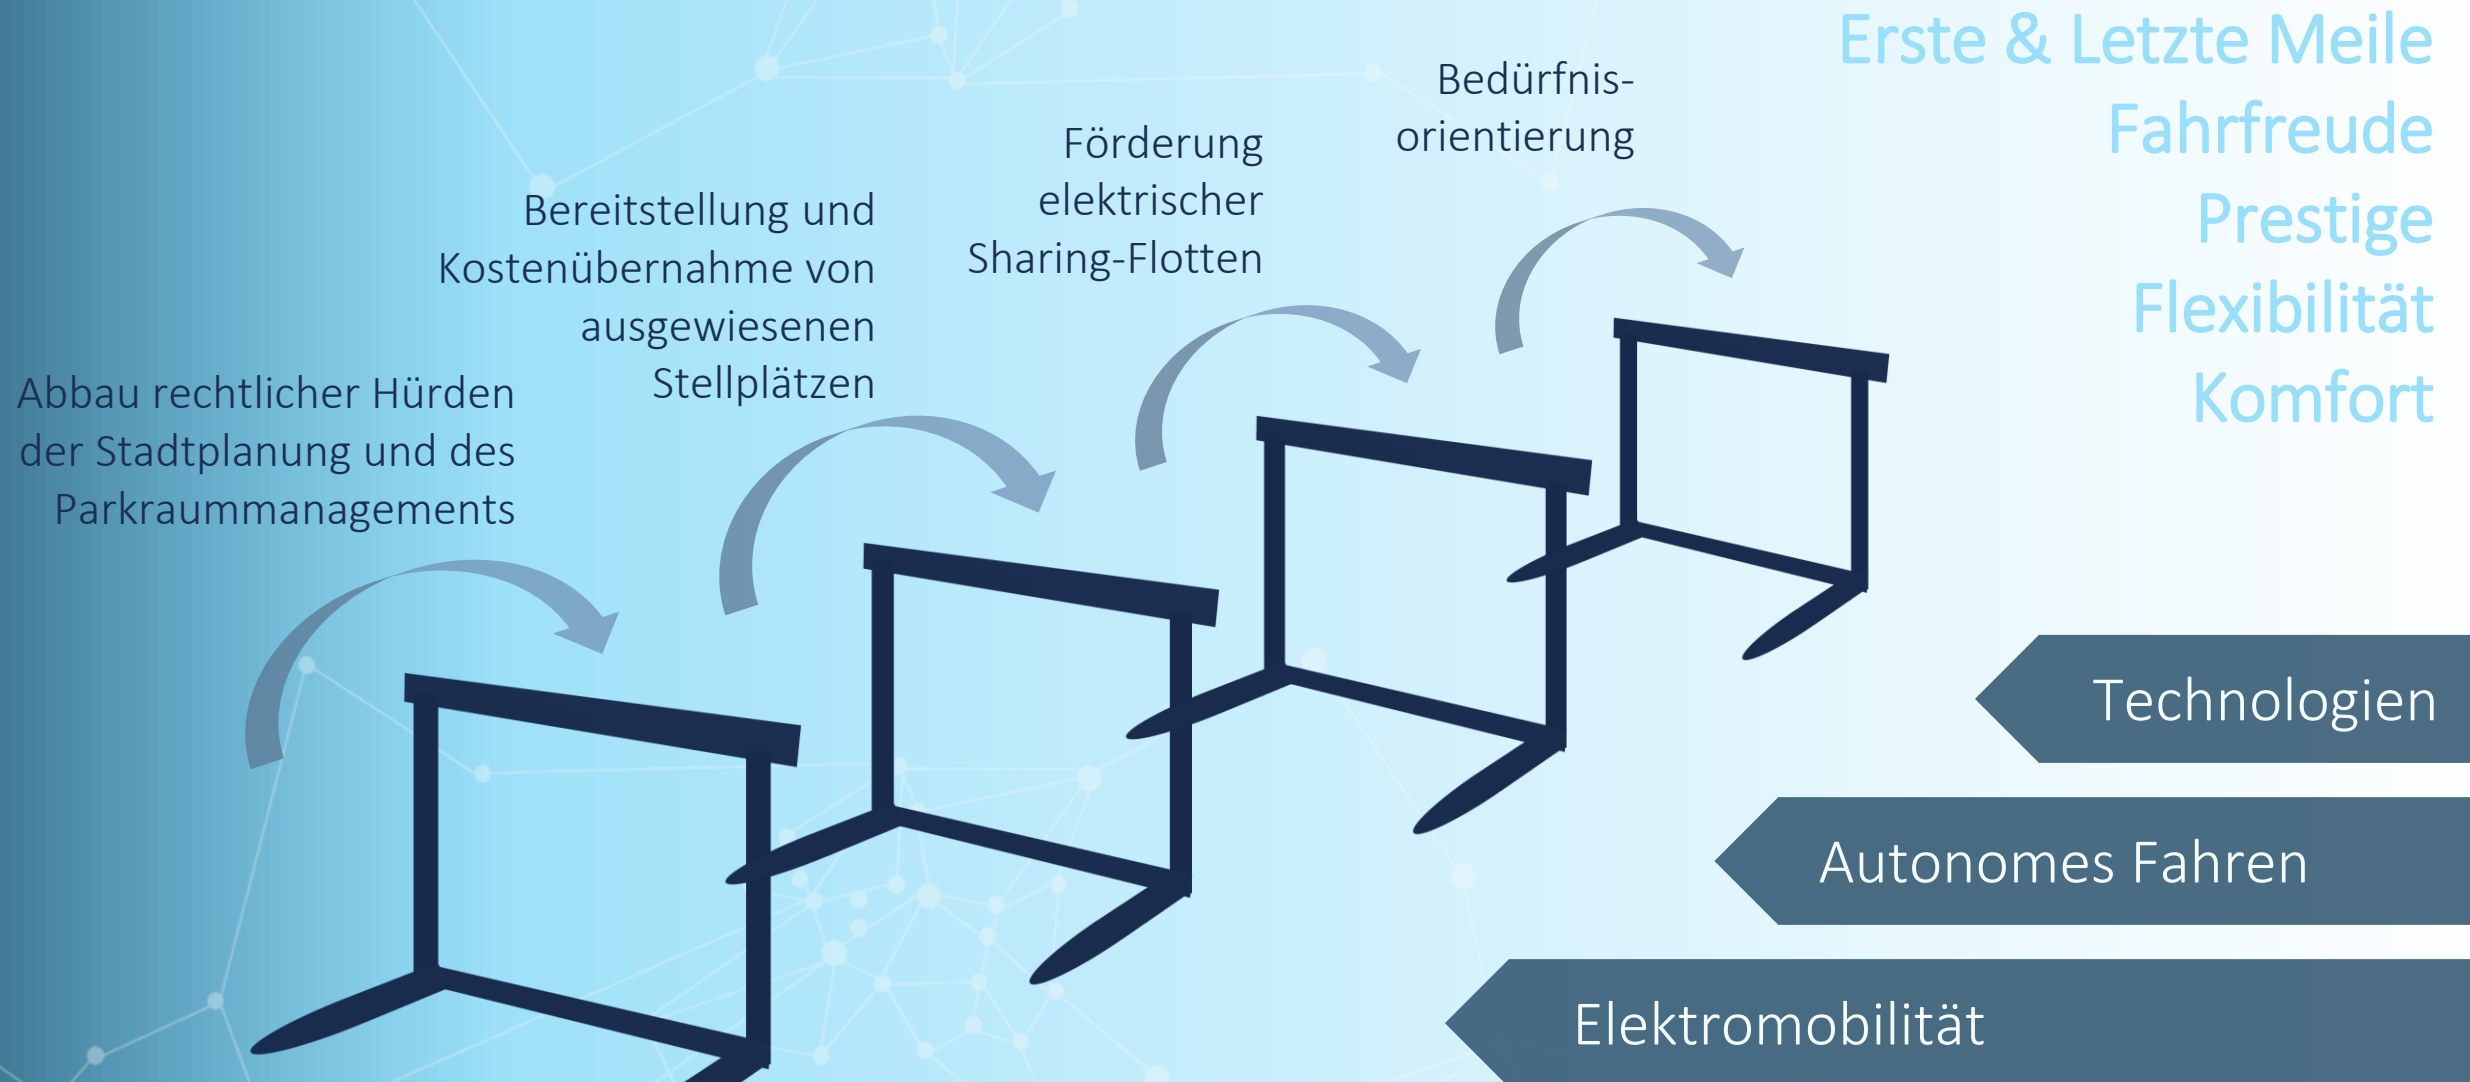 Abbau rechtlicher Hürden
der Stadtplanung und des
Parkraummanagements
Bereitstellung und
Kostenübernahme von
ausgewiesenen
Stellplätzen
Förderung
elektrischer
Sharing-Flotten
Bedürfnis-
orientierung
Erste & Letzte Meile
Fahrfreude
Prestige
Flexibilität
Komfort
Technologien
Autonomes Fahren
Elektromobilität